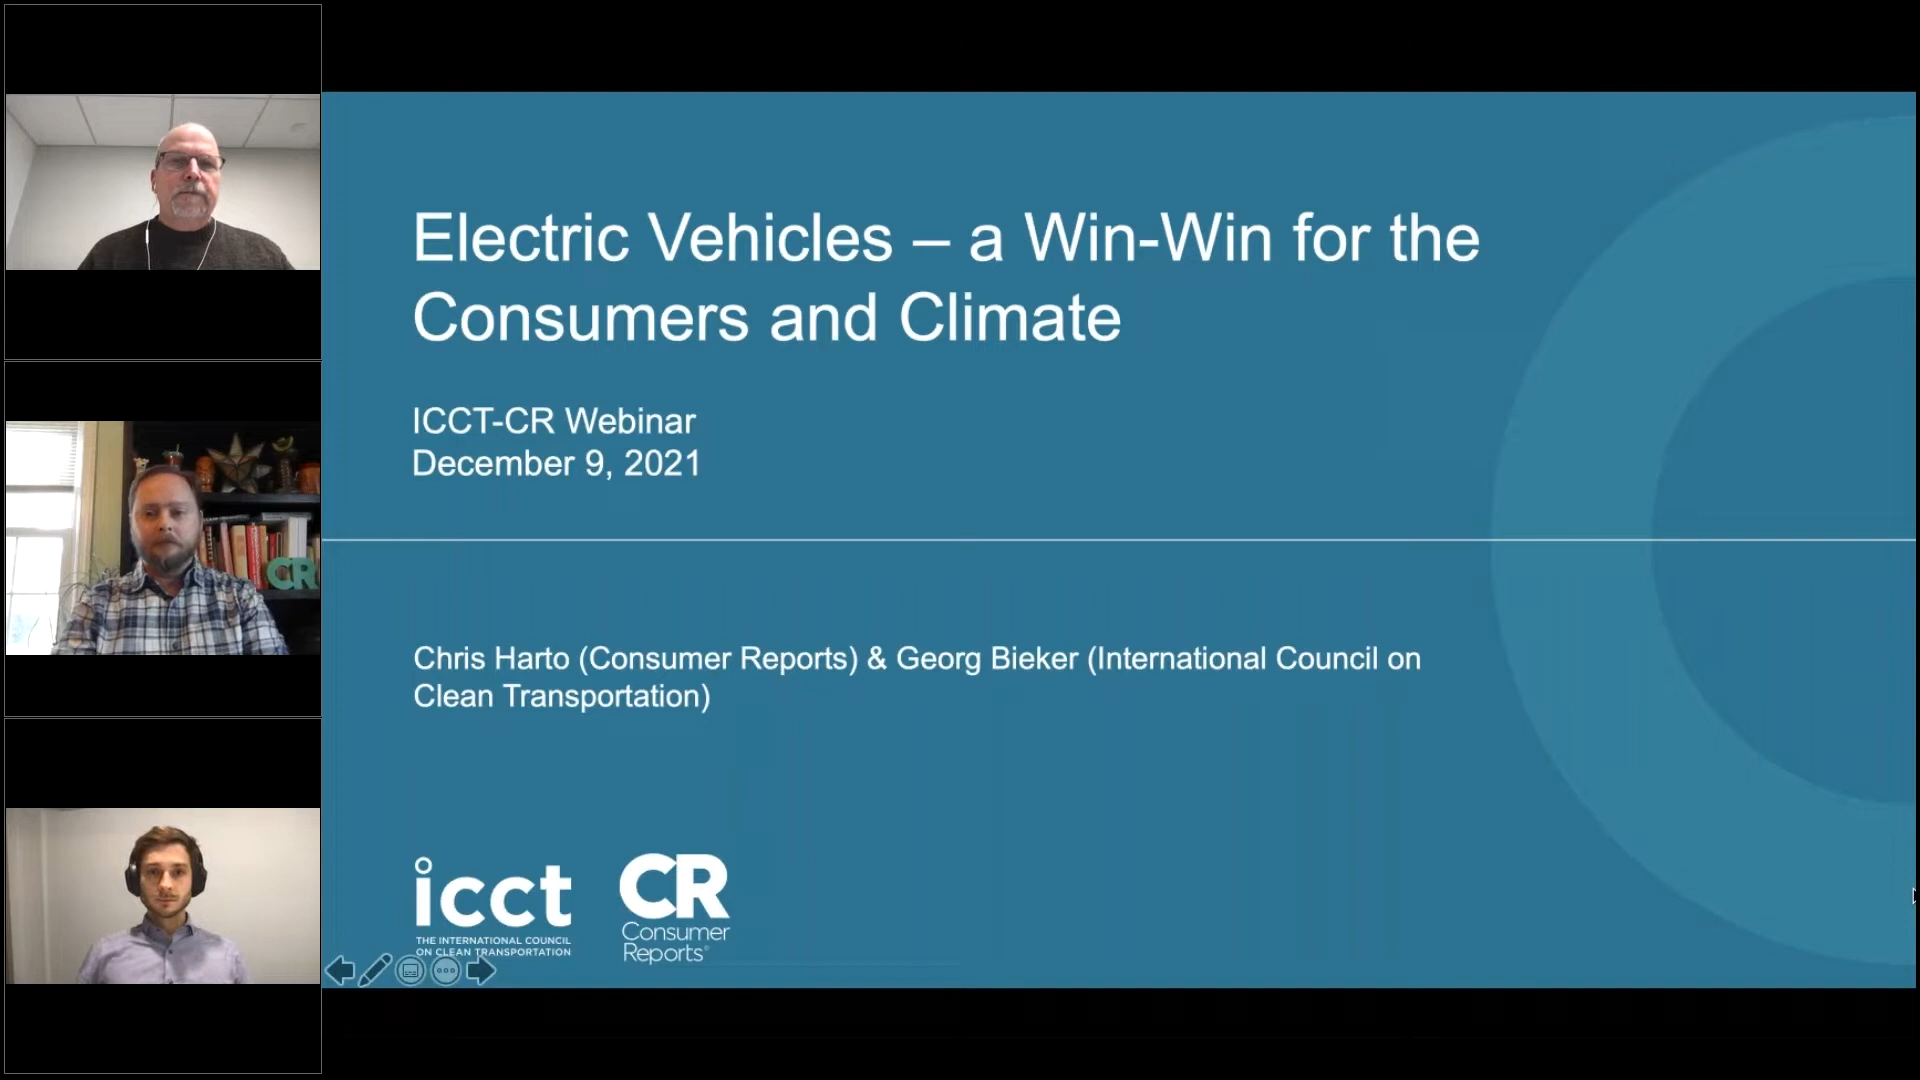 Electric Vehicles – a Win-Win for the
Consumers and Climate
ICCT-CR Webinar
December 9, 2021
Chris Harto (Consumer Reports) & Georg Bieker (International Council on
Clean Transportation)
icct
THE INTERNATIONAL COUNCIL
ON CLEAN TRANSPORTATION
CR
Consumer
Reports®
CR